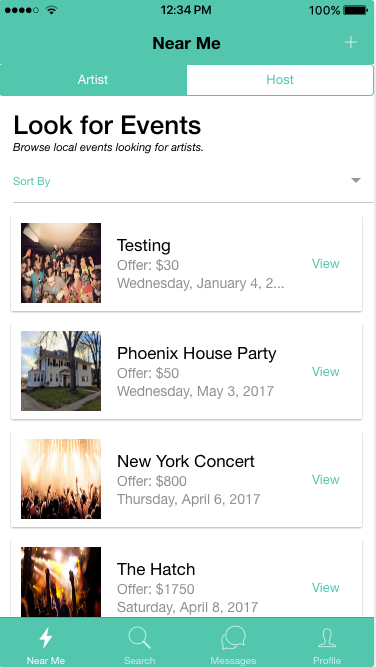 12:34 PM 100%
Near Me +
Artist Host
Look for Events
Browse local events looking for artists.
Sort By
Testing
Offer: $30
View
Wednesday, January 4, 2...
Phoenix House Party
Offer: $50
View
Wednesday, May 3, 2017
New York Concert
Offer: $800
View
Thursday, April 6, 2017
The Hatch
Offer: $1750
View
Saturday, April 8, 2017
Near Me Search Messages Profile